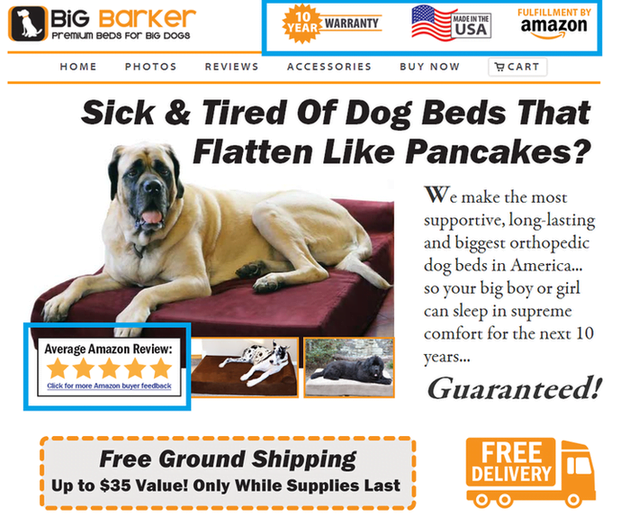 Big Barker
Premium Beds for Big Dogs
10
YEAR
WARRANTY
MADE IN THE
USA
FULFILLMENT BY
amazon
HOME
PHOTOS
REVIEWS
ACCESSORIES
BUY NOW
CART
Sick & Tired Of Dog Beds That
Flatten Like Pancakes?
We make the most
supportive, long-lasting
and biggest orthopedic
dog beds in America...
so your big boy or girl
can sleep in supreme
comfort for the next 10
years...
Guaranteed!
Average Amazon Review:
Click for more Amazon buyer feedback
Free Ground Shipping
Up to $35 Value! Only While Supplies Last
FREE
DELIVERY